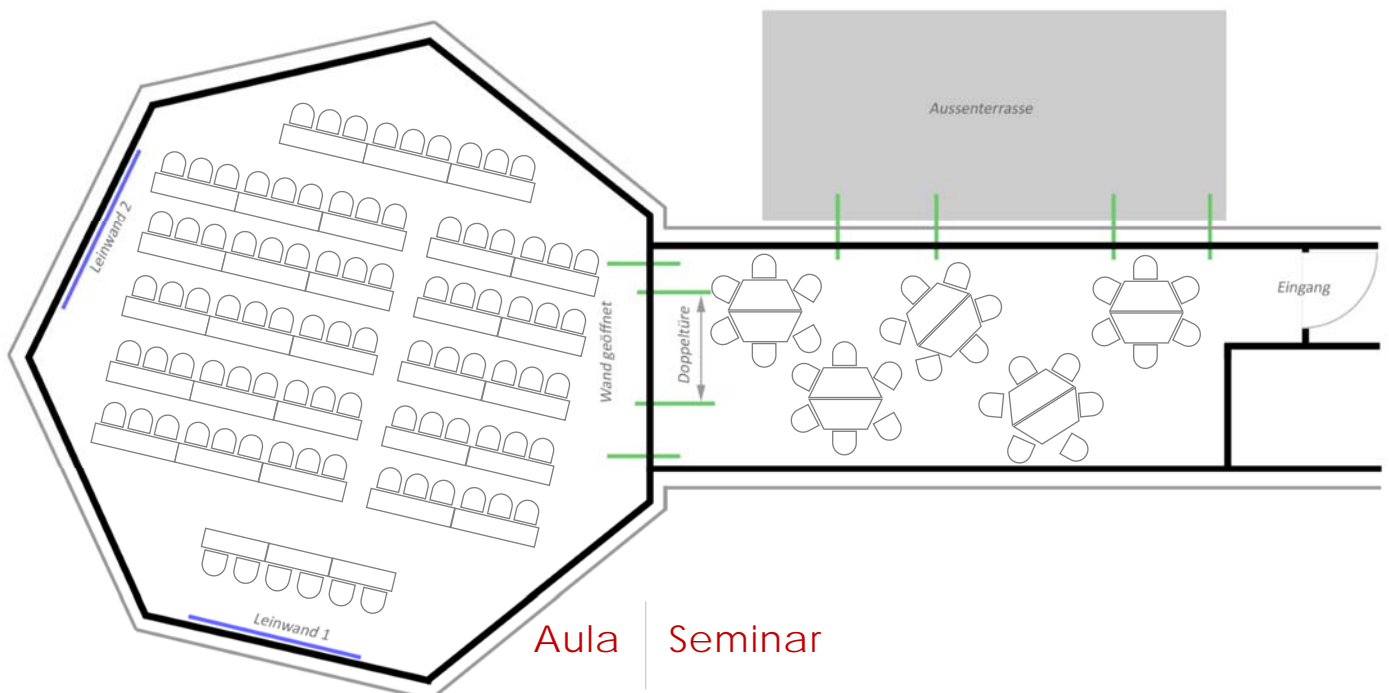 Aussenterrasse
Leinwand 2
Eingang
Wand geöffnet
Doppeltüre
Leinwand 1
Aula
Seminar